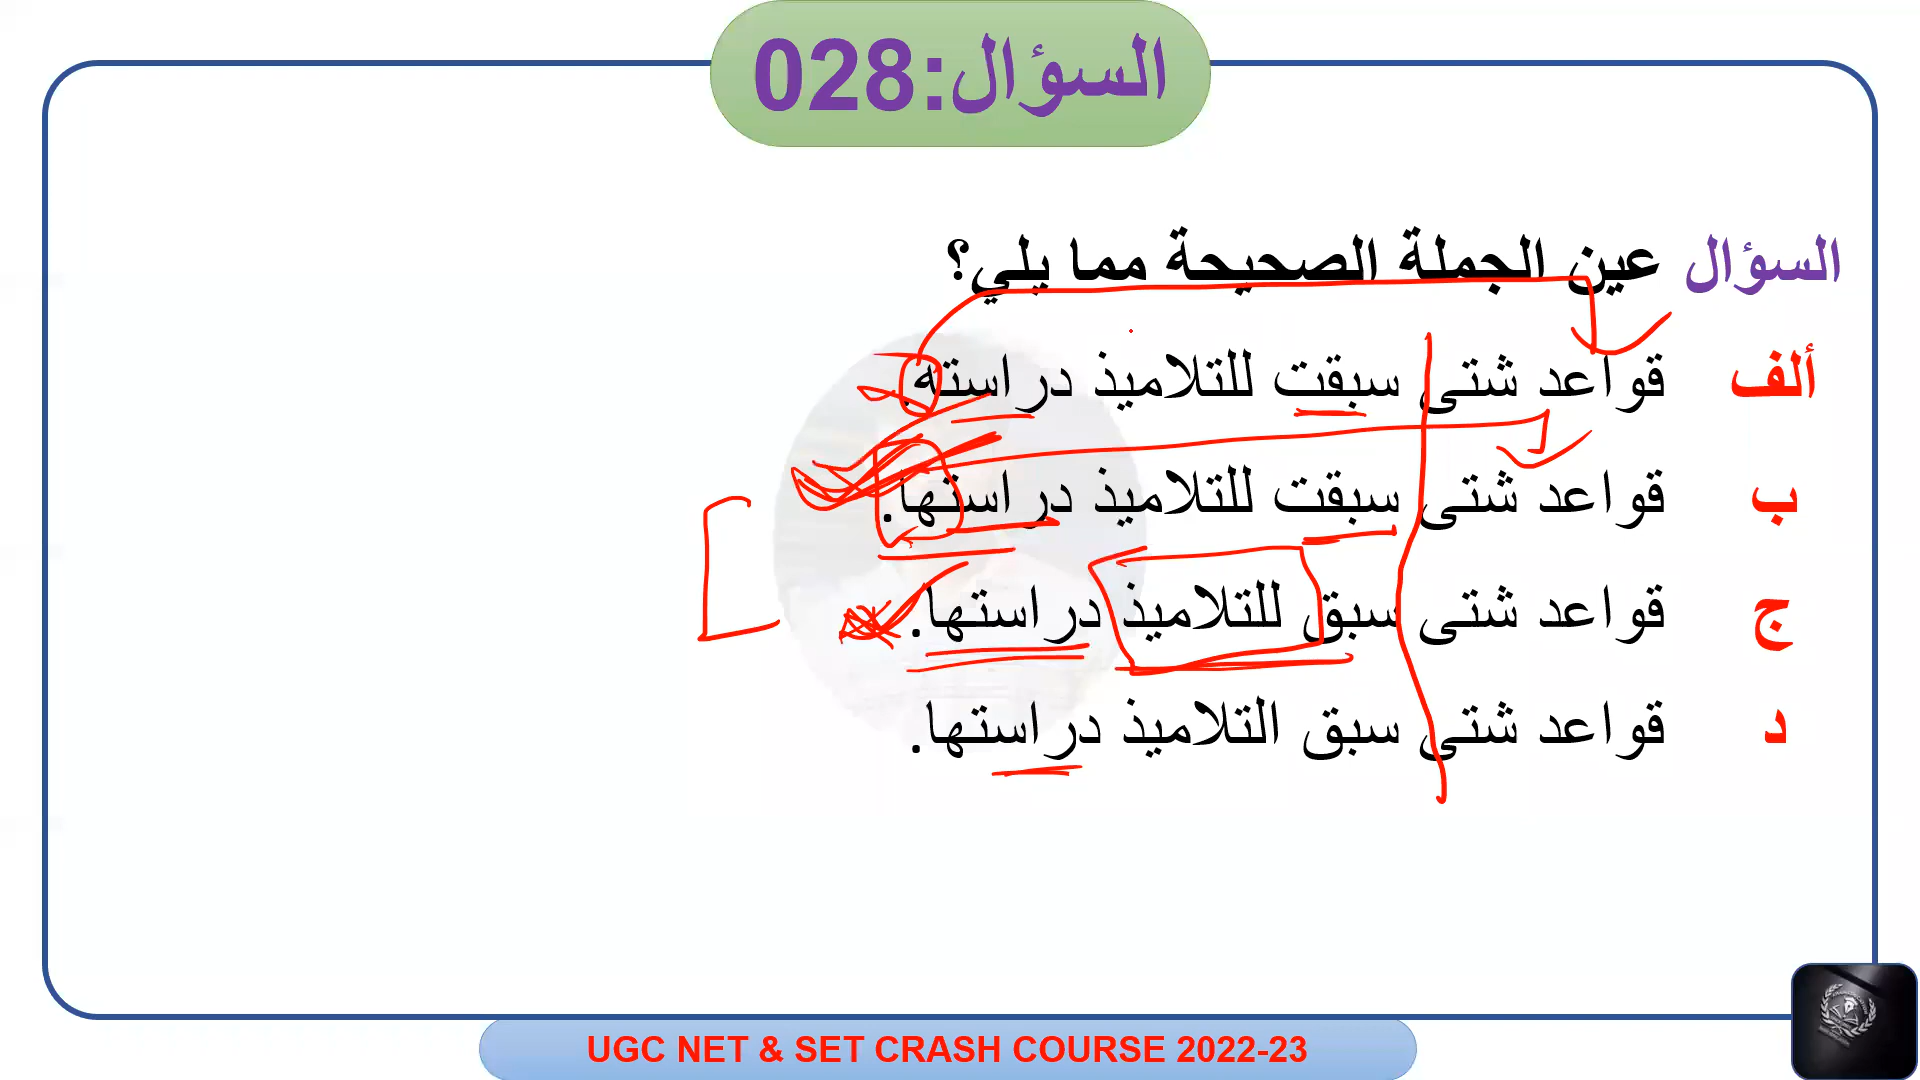 السؤال:028
السؤال عين الجملة الصحيحة مما يلي؟
ألف قواعد شتى سبقت للتلاميذ دراسته.
ب قواعد شتى سبقت للتلاميذ دراستها.
ج قواعد شتى سبق للتلاميذ دراستها.
د قواعد شتى سبق التلاميذ دراستها.
UGC NET & SET CRASH COURSE 2022-23